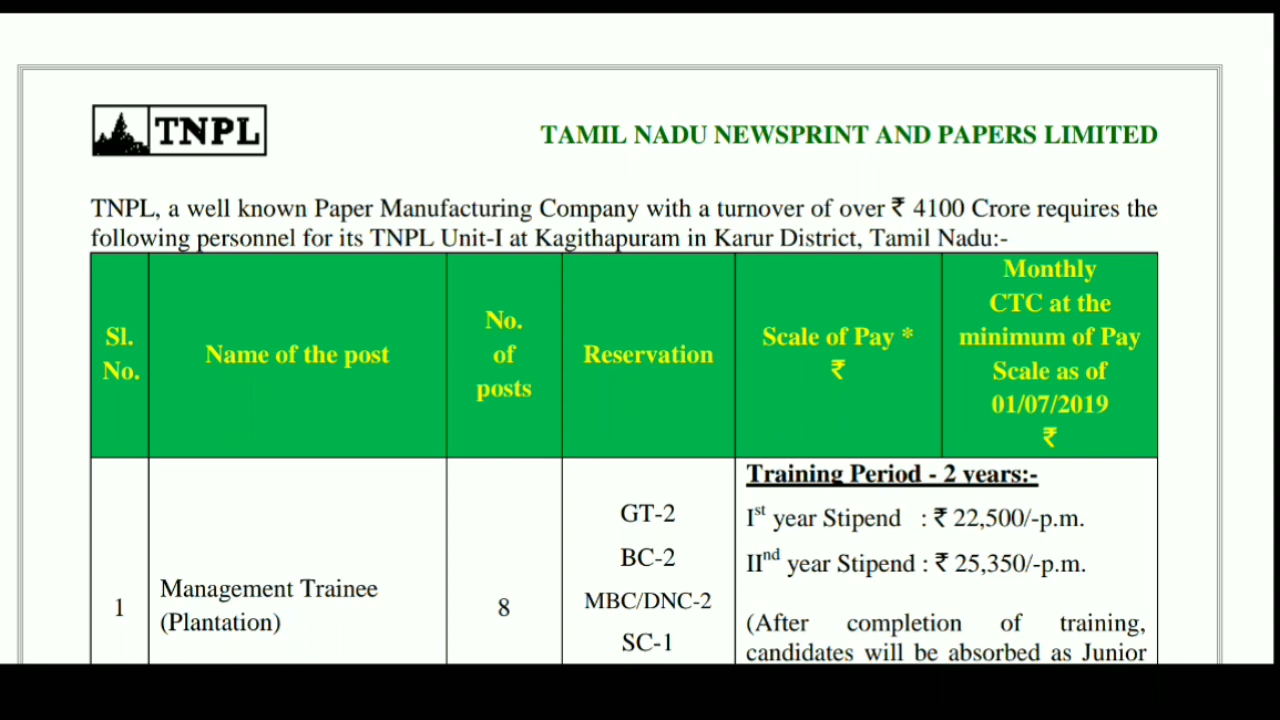 TNPL
TAMIL NADU NEWSPRINT AND PAPERS LIMITED
TNPL, a well known Paper Manufacturing Company with a turnover of over ₹ 4100 Crore requires the
following personnel for its TNPL Unit-I at Kagithapuram in Karur District, Tamil Nadu:-
Sl.
No.
Name of the post
No.
of
posts
Reservation
Scale of Pay *
₹
Monthly
CTC at the
minimum of Pay
Scale as of
01/07/2019
₹
1
Management Trainee
(Plantation)
8
GT-2
BC-2
MBC/DNC-2
SC-1
Training Period - 2 years:-
Ist year Stipend : ₹ 22,500/-p.m.
IInd year Stipend : ₹ 25,350/-p.m.
(After completion of training,
candidates will be absorbed as Junior